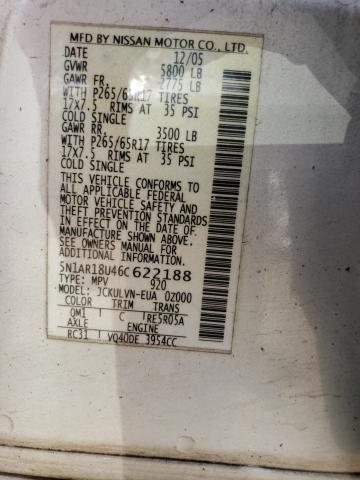 MFD BY NISSAN MOTOR CO., LTD.
DATE 12/05
GVWR 5800 LB
GAWR FR. 2775 LB
WITH P265/65R17 TIRES
17X7.5 RIMS AT 35 PSI
COLD SINGLE
GAWR RR. 3500 LB
WITH P265/65R17 TIRES
17X7.5 RIMS AT 35 PSI
COLD SINGLE
THIS VEHICLE CONFORMS TO
ALL APPLICABLE FEDERAL
MOTOR VEHICLE SAFETY AND
THEFT PREVENTION STANDARDS
IN EFFECT ON THE DATE OF
MANUFACTURE SHOWN ABOVE.
SEE OWNERS MANUAL FOR
ADDITIONAL INFORMATION.
5N1AR18U46C622188
TYPE: MPV 920
MODEL: JCKULVN-EUA 0Z000
COLOR TRIM TRANS
QM1 C RE5R05A
AXLE ENGINE
RC31 VQ40DE 3954CC